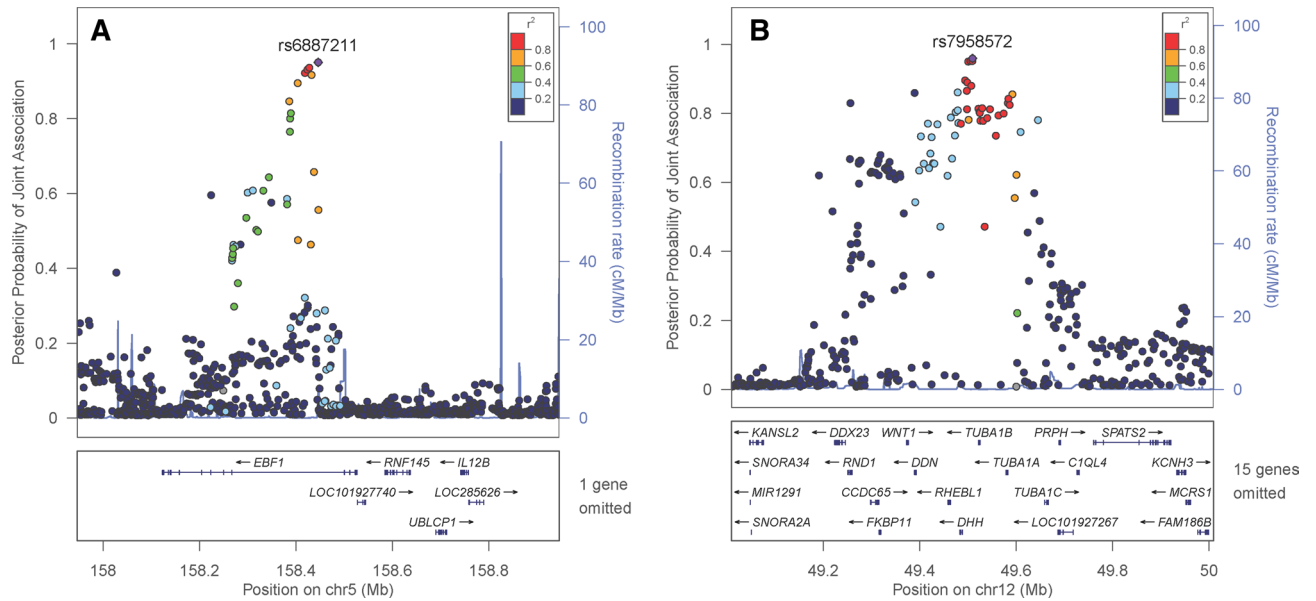 A
rs6887211
r²
0.8
0.6
0.4
0.2
Posterior Probability of Joint Association
1
0.8
0.6
0.4
0.2
0
Recombination rate (cM/Mb)
100
80
60
40
20
0
EBF1
RNF145
IL12B
LOC101927740
LOC285626
UBLCP1
1 gene
omitted
158
158.2
158.4
158.6
158.8
Position on chr5 (Mb)
B
rs7958572
r²
0.8
0.6
0.4
0.2
Posterior Probability of Joint Association
1
0.8
0.6
0.4
0.2
0
Recombination rate (cM/Mb)
100
80
60
40
20
0
KANSL2 DDX23 WNT1 TUBA1B PRPH SPATS2
SNORA34 RND1 DDN TUBA1A C1QL4 KCNH3
MIR1291 CCDC65 RHEBL1 TUBA1C MCRS1
SNORA2A FKBP11 DHH LOC101927267 FAM186B
15 genes
omitted
49.2
49.4
49.6
49.8
50
Position on chr12 (Mb)